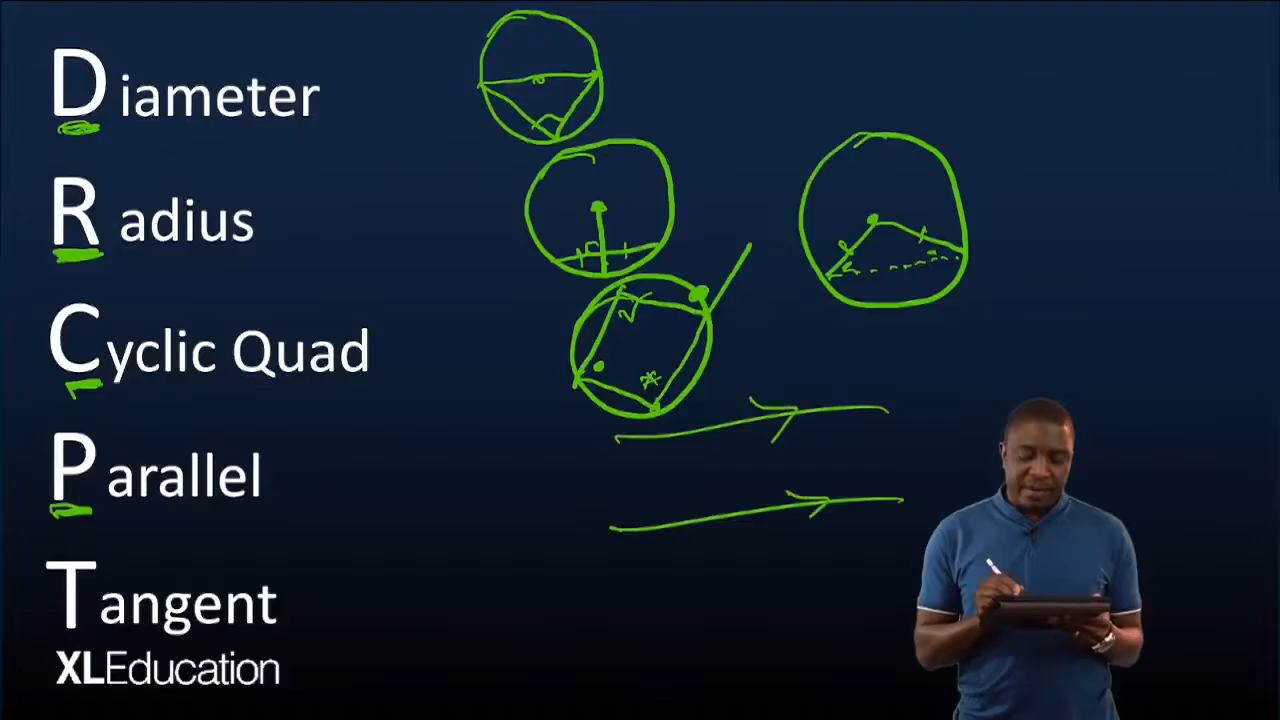 Diameter
Radius
Cyclic Quad
Parallel
Tangent
XLEducation